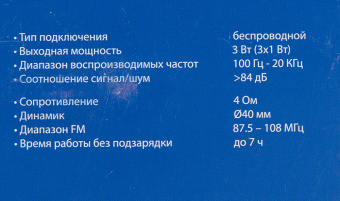 • Тип подключения беспроводной
• Выходная мощность 3 Вт (3x1 Вт)
• Диапазон воспроизводимых частот 100 Гц - 20 КГц
• Соотношение сигнал/шум >84 дБ
• Сопротивление 4 Ом
• Динамик Ø40 мм
• Диапазон FM 87.5 – 108 МГц
• Время работы без подзарядки до 7 ч